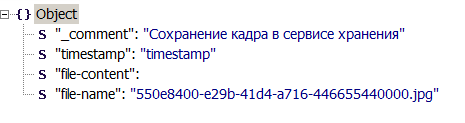 Object
"_comment": "Сохранение кадра в сервисе хранения"
"timestamp": "timestamp"
"file-content":
"file-name": "550e8400-e29b-41d4-a716-446655440000.jpg"